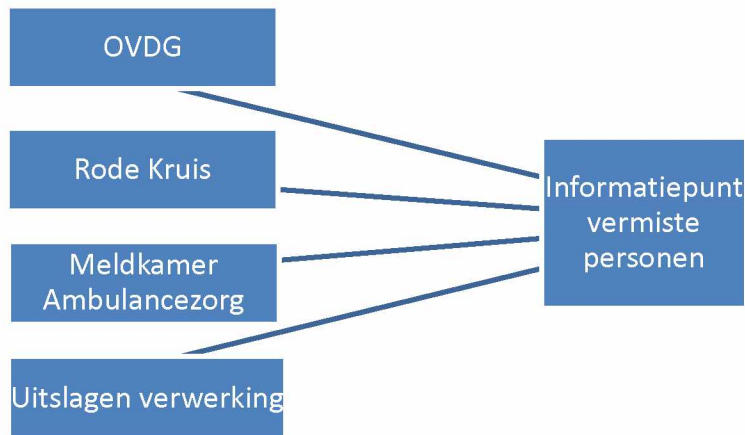 OVDG
Rode Kruis
Meldkamer
Ambulancezorg
Uitslagen verwerking
Informatiepunt
vermiste
personen